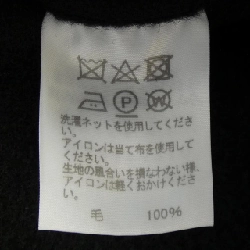 P W
洗濯ネットを使用してくださ
い。
アイロンは当て布を使用して
ください。
生地の風合いを損なわない様、
アイロンは軽くおかけくださ
い。
毛 100%